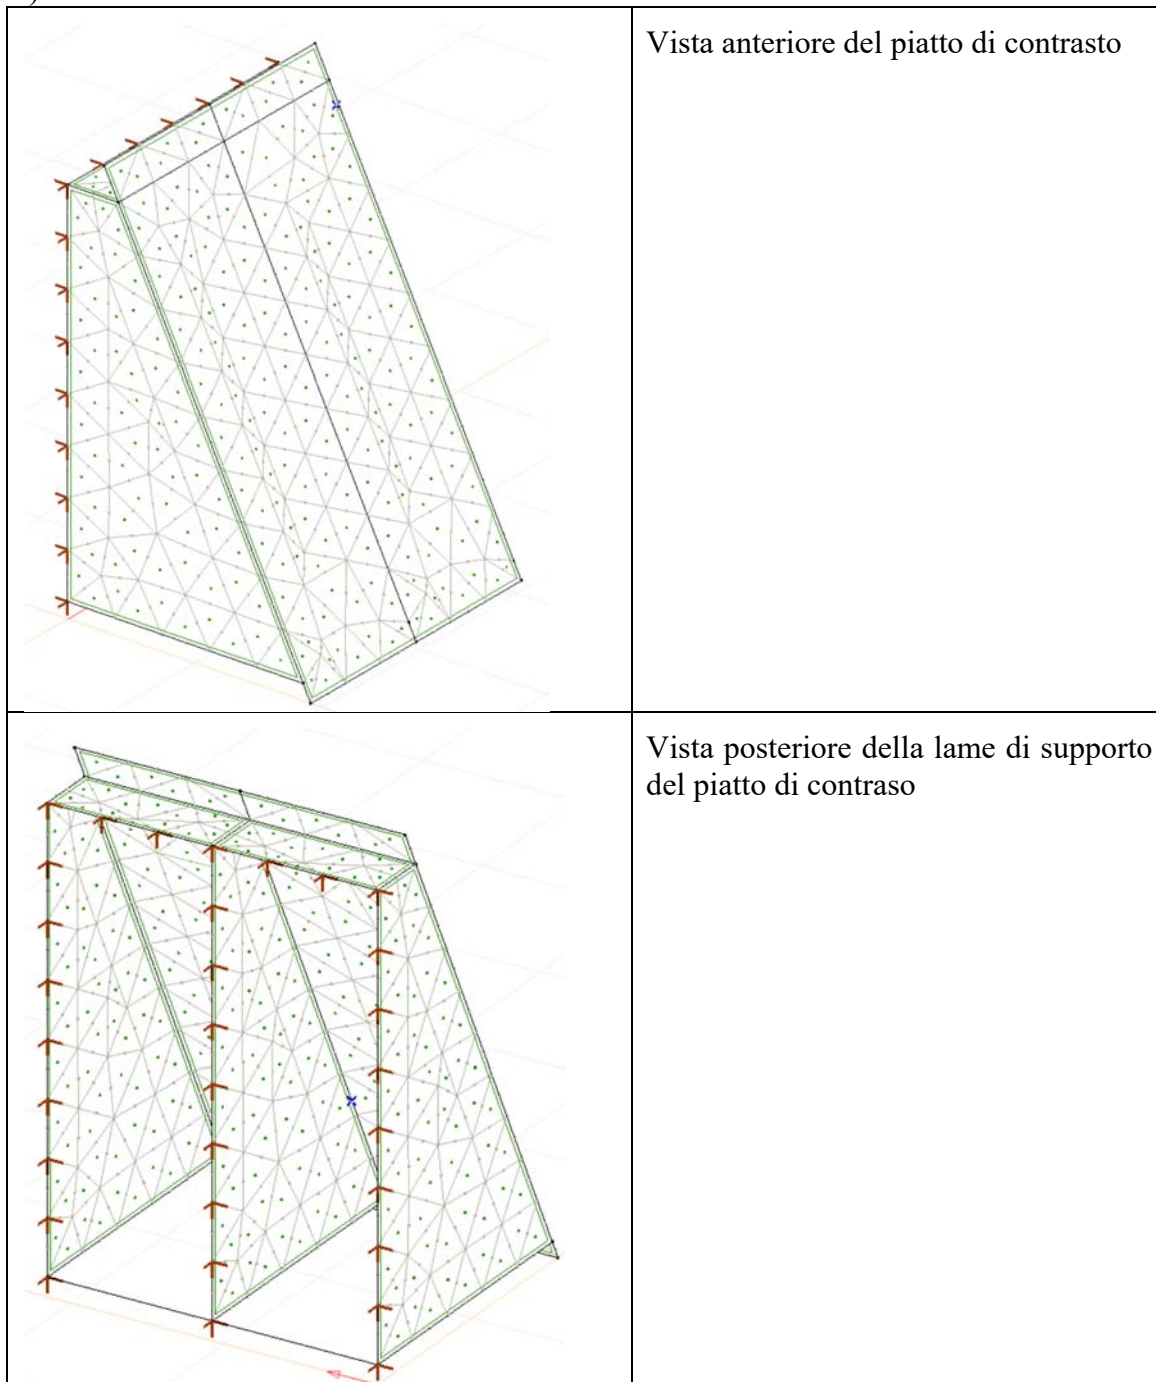 Vista anteriore del piatto di contrasto
Vista posteriore della lame di supporto
del piatto di contraso